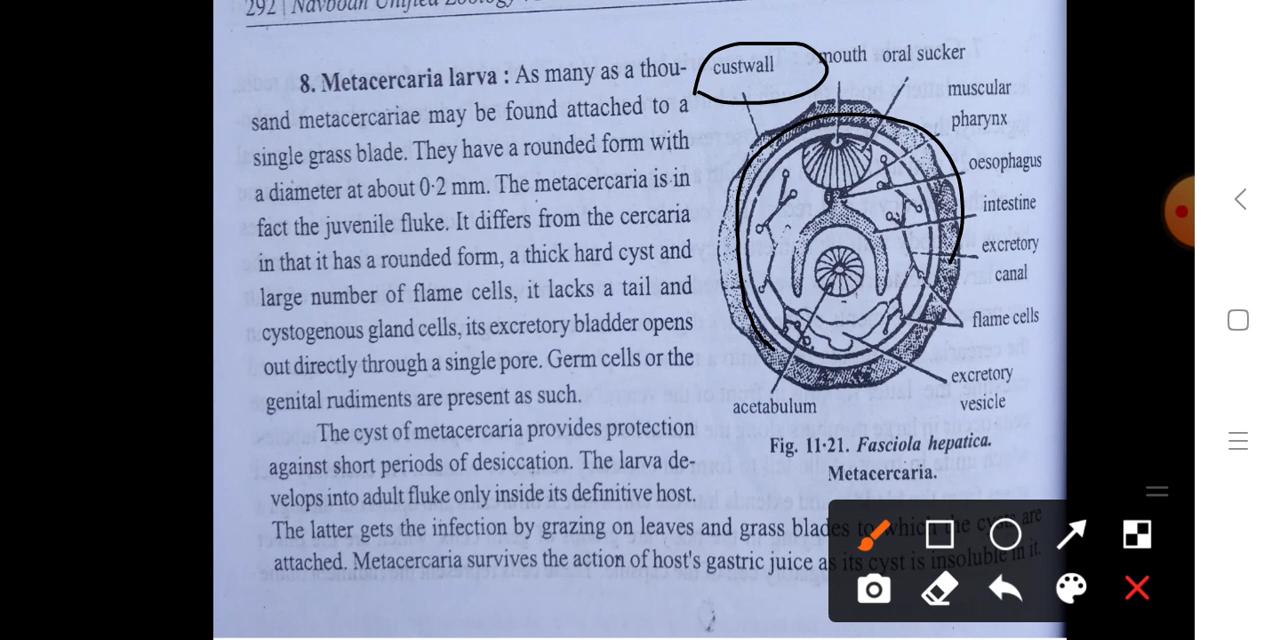 292 | Navbodh Unified Zoology
8. Metacercaria larva : As many as a thou-
sand metacercariae may be found attached to a
single grass blade. They have a rounded form with
a diameter at about 0·2 mm. The metacercaria is in
fact the juvenile fluke. It differs from the cercaria
in that it has a rounded form, a thick hard cyst and
large number of flame cells, it lacks a tail and
cystogenous gland cells, its excretory bladder opens
out directly through a single pore. Germ cells or the
genital rudiments are present as such.
The cyst of metacercaria provides protection
against short periods of desiccation. The larva de-
velops into adult fluke only inside its definitive host.
The latter gets the infection by grazing on leaves and grass blades to which the cysts are
attached. Metacercaria survives the action of host's gastric juice as its cyst is insoluble in it.
custwall
mouth
oral sucker
muscular
pharynx
oesophagus
intestine
excretory
canal
flame cells
excretory
vesicle
acetabulum
Fig. 11·21. Fasciola hepatica.
Metacercaria.